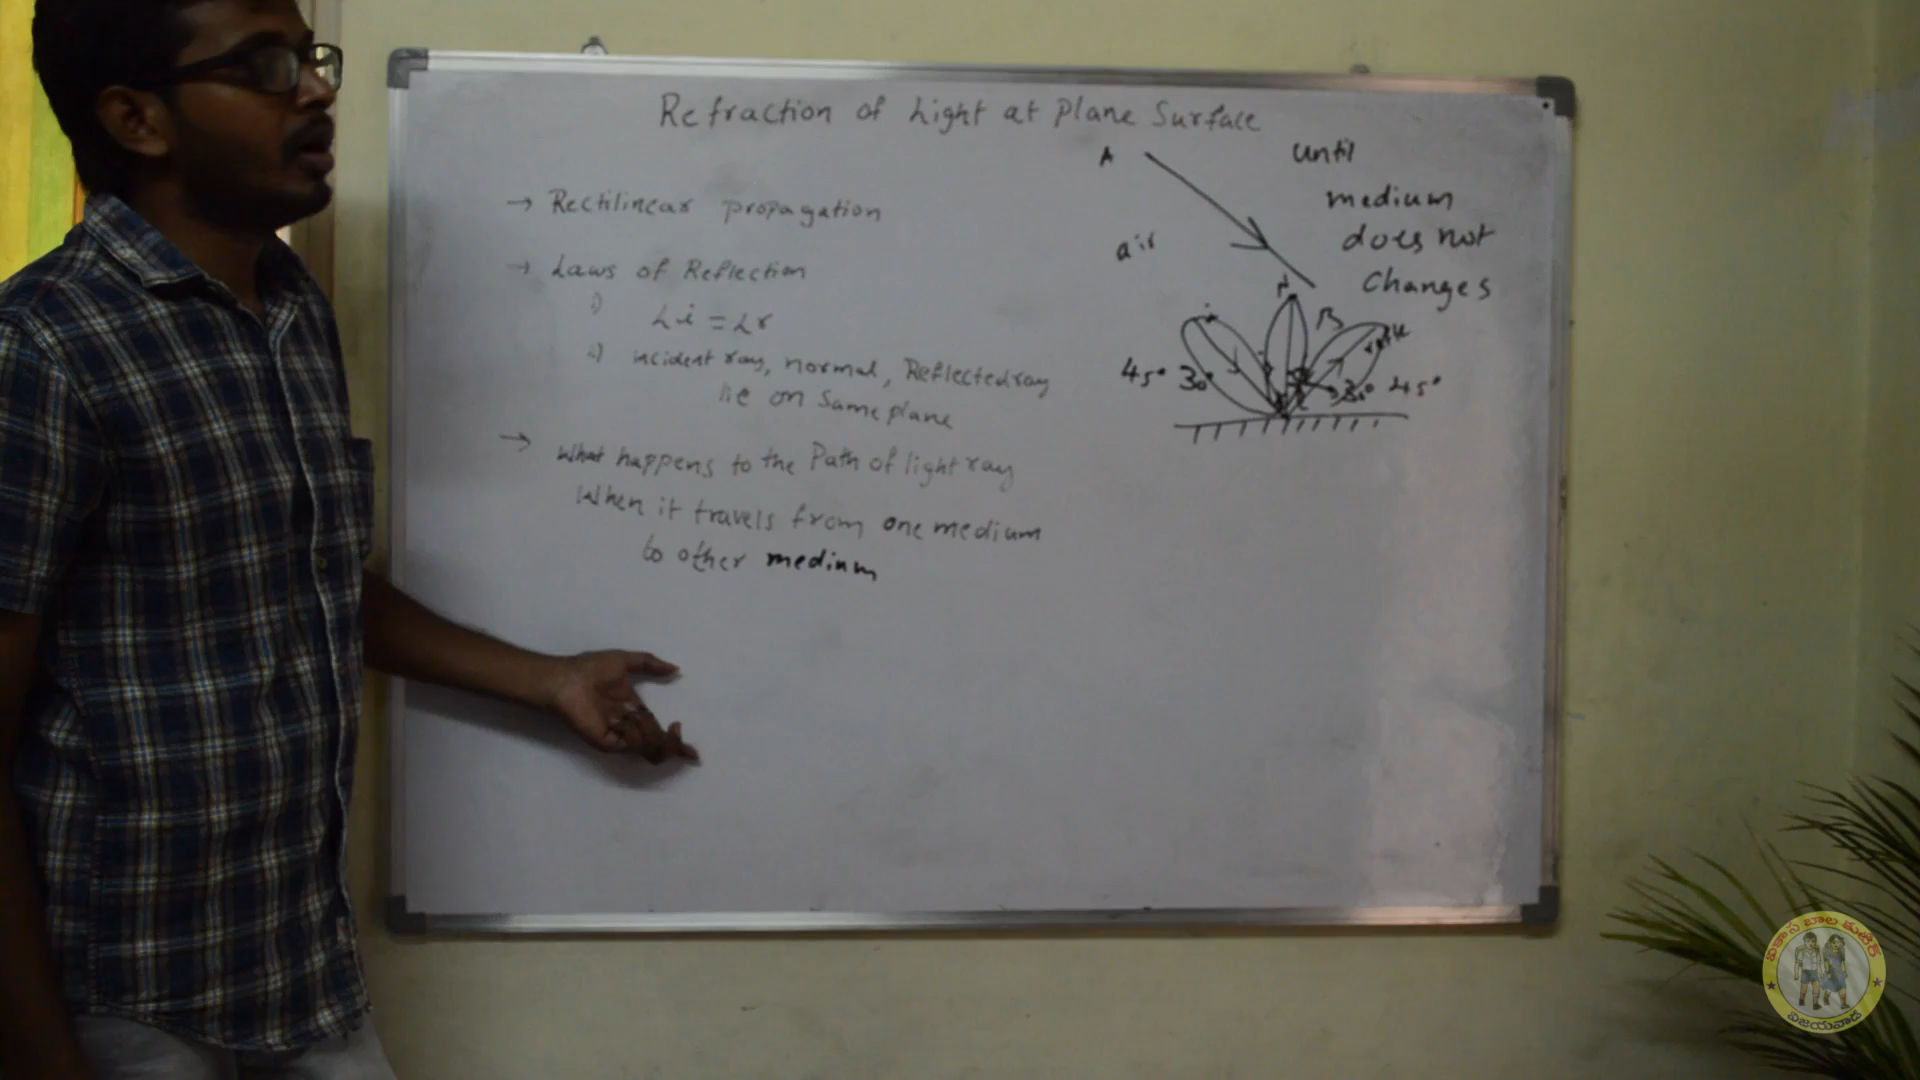 Refraction of Light at Plane Surface
→ Rectilinear propagation
→ Laws of Reflection
i) ∠i = ∠r
ii) incident ray, normal, Reflected ray
lie on same plane
→ What happens to the Path of light ray
When it travels from one medium
to other medium
A
until
medium
does not
Changes
air
N
B
i
45° 30°
30° 45°
విజయవాడ